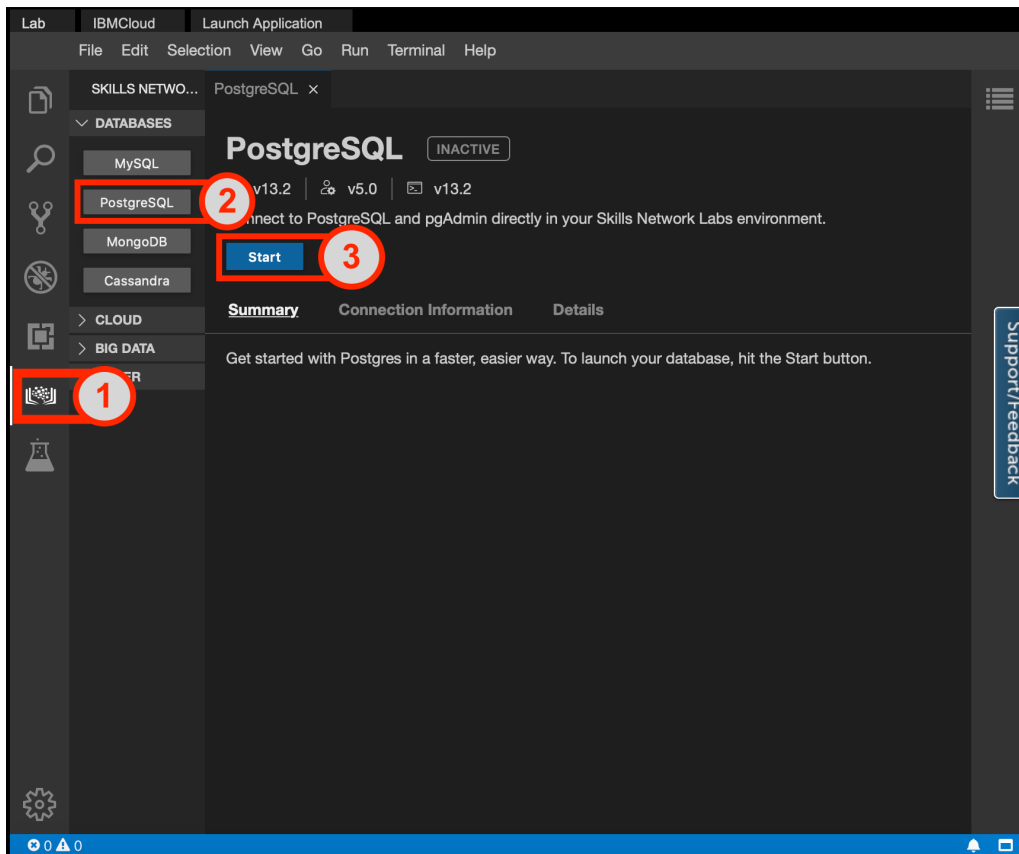 Lab IBMCloud Launch Application
File Edit Selection View Go Run Terminal Help
SKILLS NETWO... PostgreSQL ×
DATABASES
MySQL
PostgreSQL
MongoDB
Cassandra
CLOUD
BIG DATA
1
2
PostgreSQL INACTIVE
v13.2 v5.0 v13.2
to PostgreSQL and pgAdmin directly in your Skills Network Labs environment.
Start 3
Summary Connection Information Details
Get started with Postgres in a faster, easier way. To launch your database, hit the Start button.
Support/Feedback
0 0